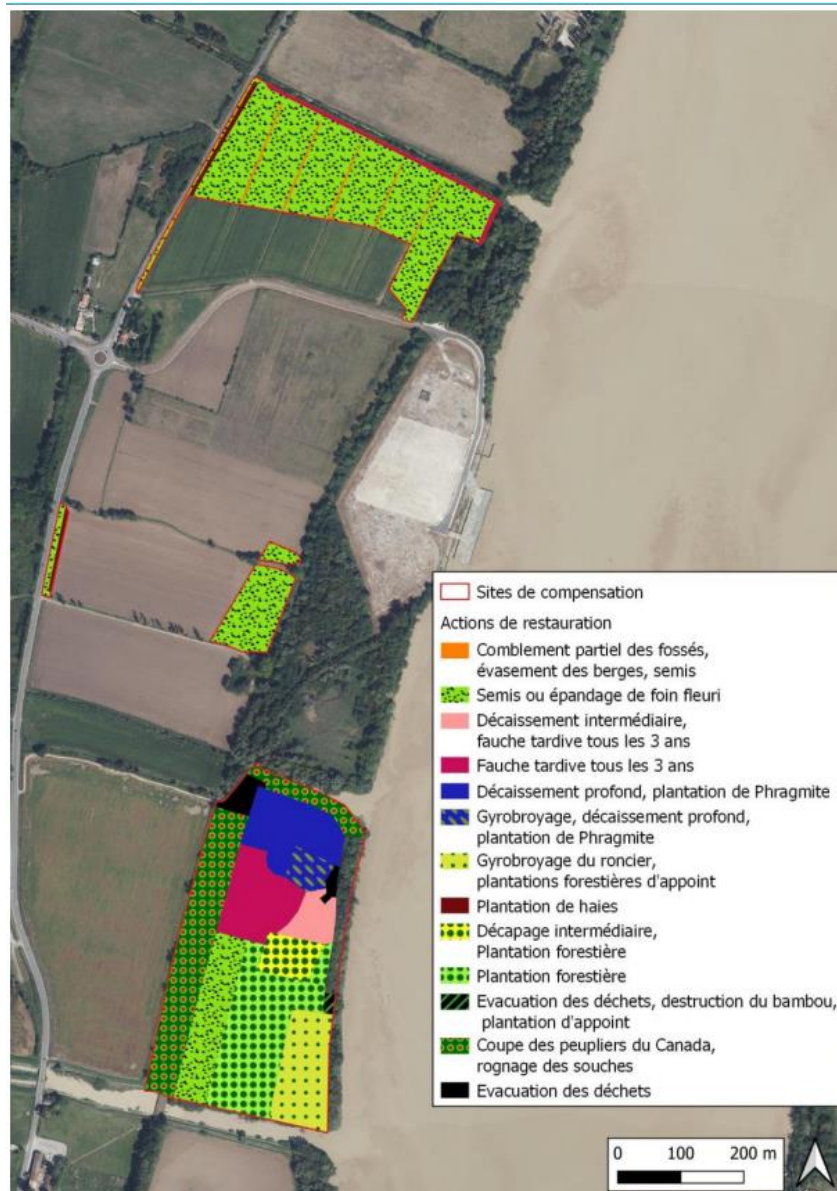 Sites de compensation
Actions de restauration
Comblement partiel des fossés,
évasement des berges, semis
Semis ou épandage de foin fleuri
Décaissement intermédiaire,
fauche tardive tous les 3 ans
Fauche tardive tous les 3 ans
Décaissement profond, plantation de Phragmite
Gyrobroyage, décaissement profond,
plantation de Phragmite
Gyrobroyage du roncier,
plantations forestières d'appoint
Plantation de haies
Décapage intermédiaire,
Plantation forestière
Plantation forestière
Evacuation des déchets, destruction du bambou,
plantation d'appoint
Coupe des peupliers du Canada,
rognage des souches
Evacuation des déchets
0 100 200 m